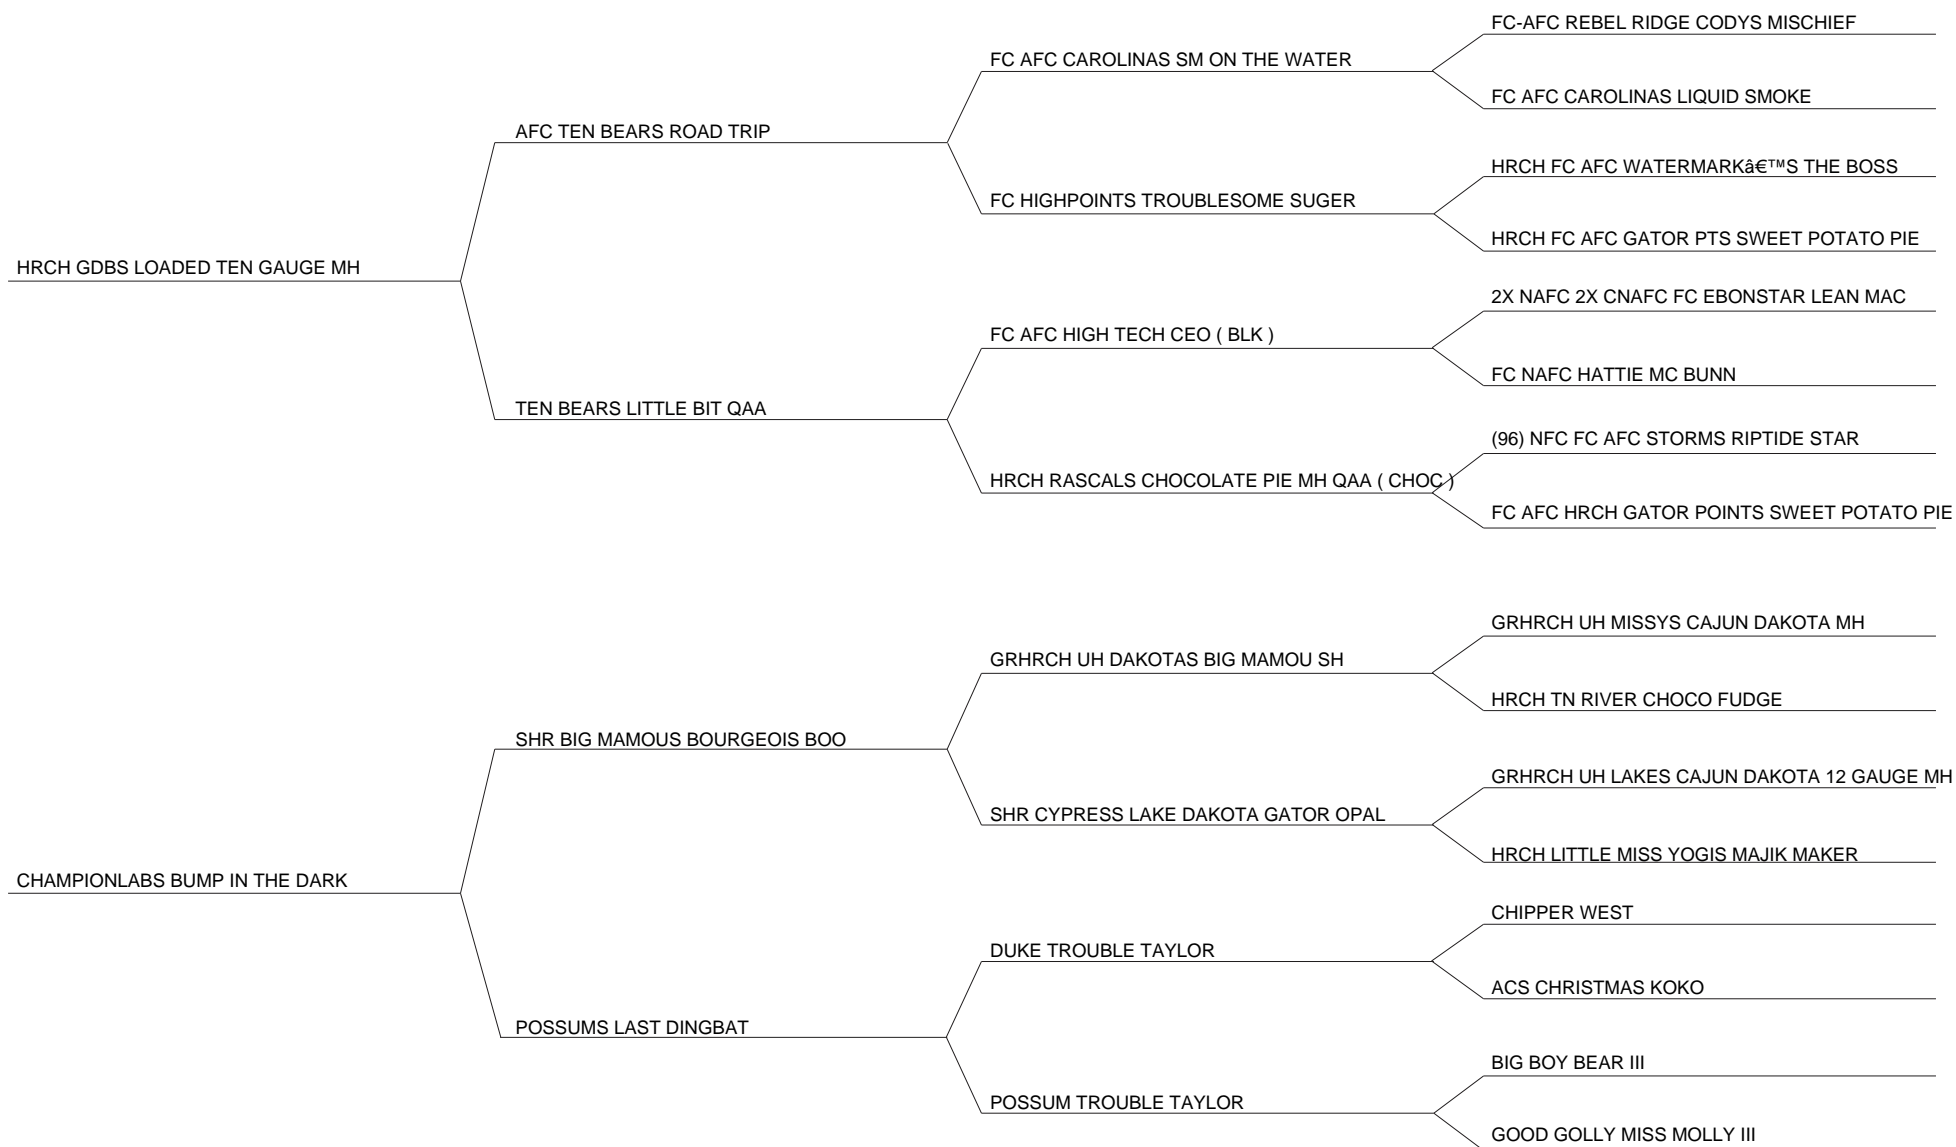 FC-AFC REBEL RIDGE CODYS MISCHIEF
FC AFC CAROLINAS SM ON THE WATER
FC AFC CAROLINAS LIQUID SMOKE
AFC TEN BEARS ROAD TRIP
HRCH FC AFC WATERMARKâ€™S THE BOSS
FC HIGHPOINTS TROUBLESOME SUGER
HRCH FC AFC GATOR PTS SWEET POTATO PIE
HRCH GDBS LOADED TEN GAUGE MH
2X NAFC 2X CNAFC FC EBONSTAR LEAN MAC
FC AFC HIGH TECH CEO ( BLK )
FC NAFC HATTIE MC BUNN
TEN BEARS LITTLE BIT QAA
(96) NFC FC AFC STORMS RIPTIDE STAR
HRCH RASCALS CHOCOLATE PIE MH QAA ( CHOC )
FC AFC HRCH GATOR POINTS SWEET POTATO PIE
GRHRCH UH MISSYS CAJUN DAKOTA MH
GRHRCH UH DAKOTAS BIG MAMOU SH
HRCH TN RIVER CHOCO FUDGE
SHR BIG MAMOUS BOURGEOIS BOO
GRHRCH UH LAKES CAJUN DAKOTA 12 GAUGE MH
SHR CYPRESS LAKE DAKOTA GATOR OPAL
HRCH LITTLE MISS YOGIS MAJIK MAKER
CHAMPIONLABS BUMP IN THE DARK
CHIPPER WEST
DUKE TROUBLE TAYLOR
ACS CHRISTMAS KOKO
POSSUMS LAST DINGBAT
BIG BOY BEAR III
POSSUM TROUBLE TAYLOR
GOOD GOLLY MISS MOLLY III